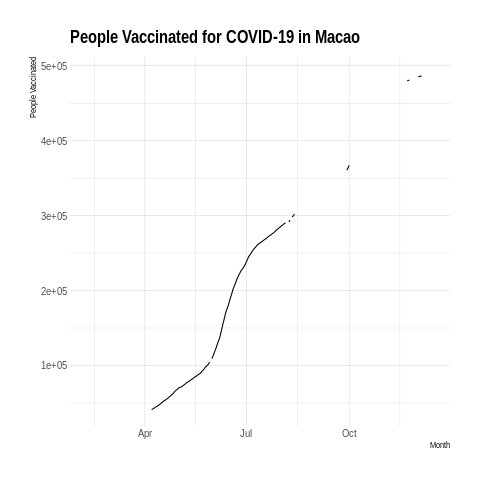 People Vaccinated for COVID-19 in Macao
People Vaccinated
5e+05
4e+05
3e+05
2e+05
1e+05
Apr
Jul
Oct
Month